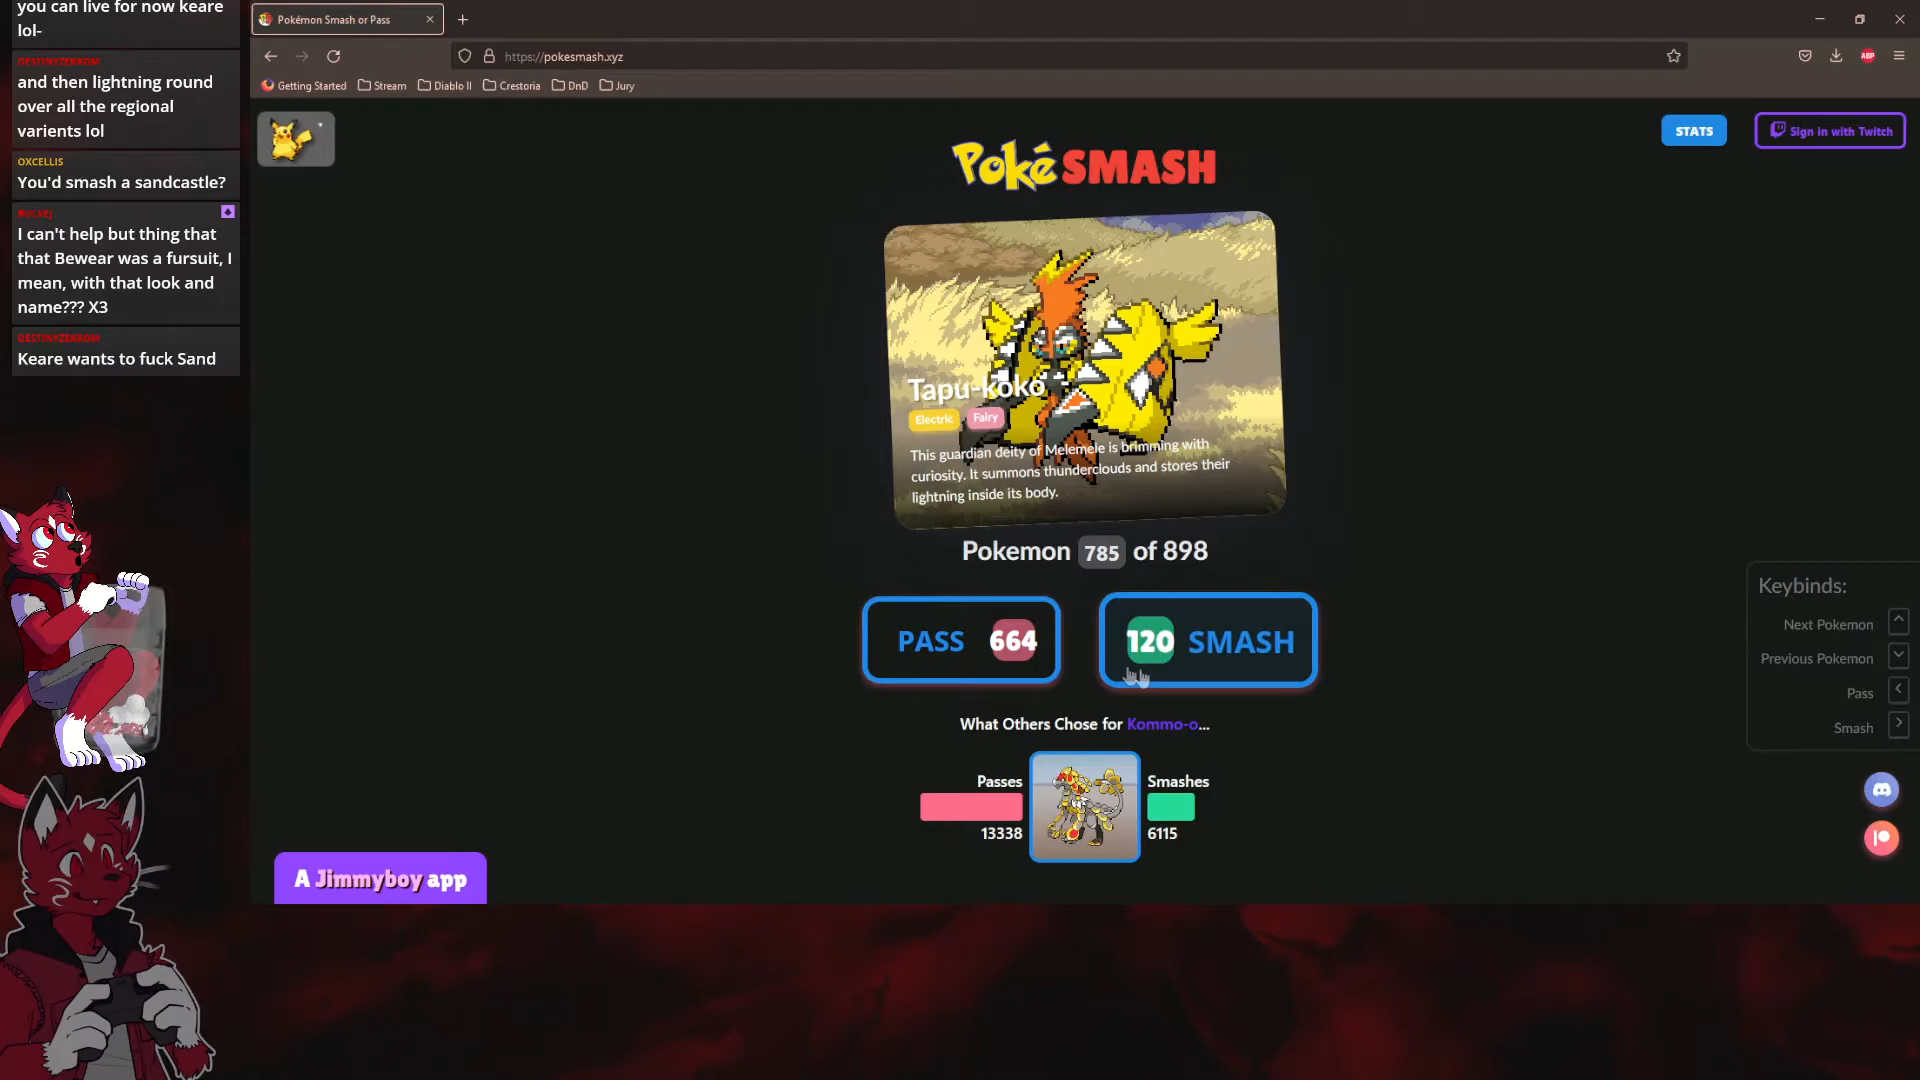 you can live for now keare
lol-
DESTINYZEKROM
and then lightning round
over all the regional
varients lol
OXCELLIS
You'd smash a sandcastle?
I can't help but thing that
that Bewear was a fursuit, I
mean, with that look and
name??? X3
DESTINYZEKROM
Keare wants to fuck Sand
Pokémon Smash or Pass
https://pokesmash.xyz
ABP
Getting Started
Stream
Diablo II
Crestoria
DnD
Jury
STATS
Sign in with Twitch
Poké SMASH
Tapu-koko
Electric
Fairy
This guardian deity of Melemele is brimming with
curiosity. It summons thunderclouds and stores their
lightning inside its body.
Pokemon 785 of 898
PASS 664
120 SMASH
What Others Chose for Kommo-o...
Passes
13338
Smashes
6115
Keybinds:
Next Pokemon
Previous Pokemon
Pass
Smash
A Jimmyboy app